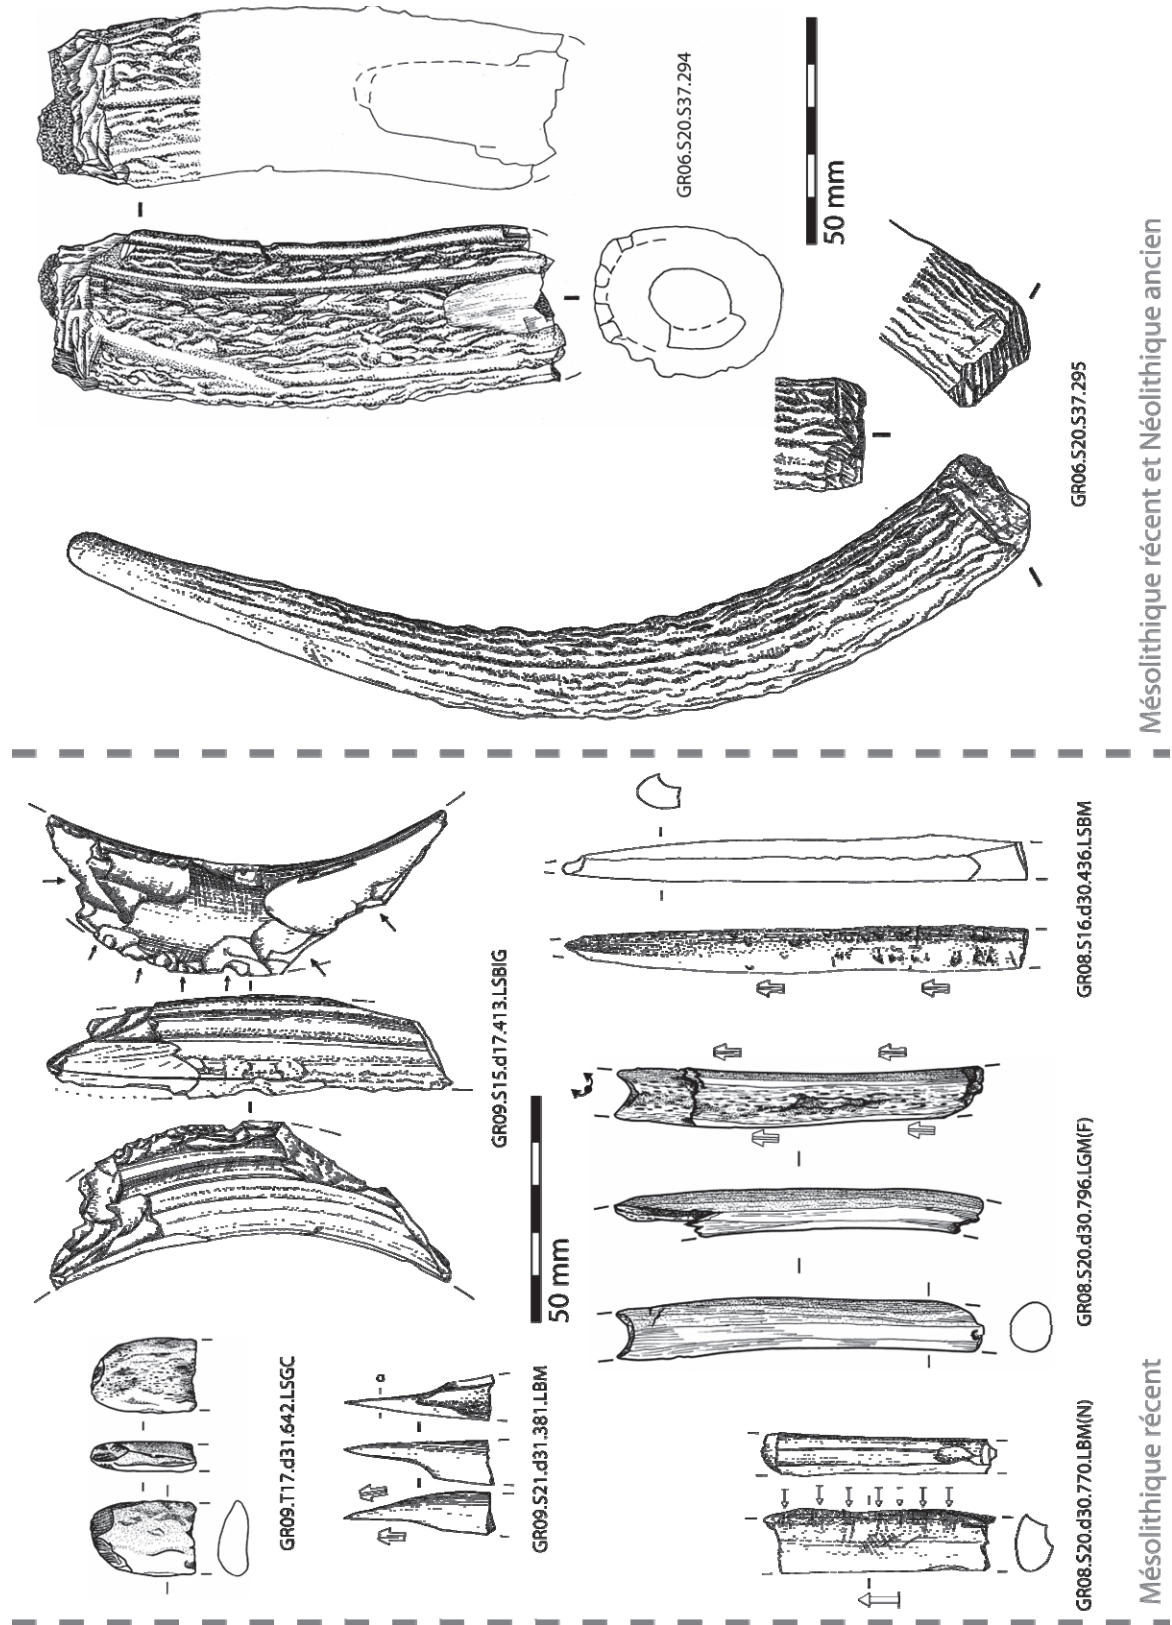 GR06.S20.S37.294
50 mm
GR06.S20.S37.295
Mésolithique récent et Néolithique ancien
GR09.S15.d17.413.LSBIG
50 mm
GR08.S16.d30.436.LSBM
GR09.T17.d31.642.LSGC
a
GR09.S21.d31.381.LBM
GR08.S20.d30.796.LGM(F)
GR08.S20.d30.770.LBM(N)
Mésolithique récent